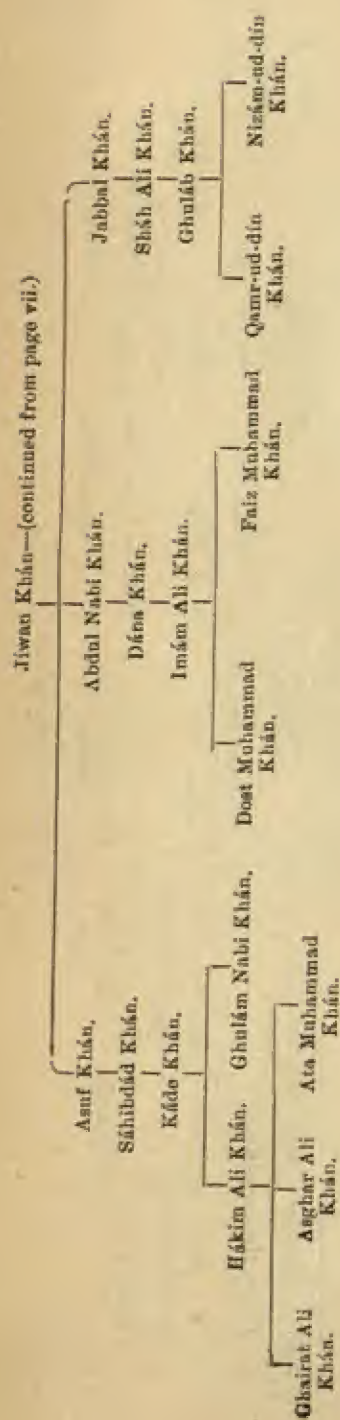 Jíwan Khán—(continued from page vii.)
Asuf Khán. Abdul Nabi Khán. Jabbal Khán.
Sáhibdád Khán. Dána Khán. Sháh Ali Khán.
Kádo Khán. Imám Ali Khán. Ghuláb Khán.
Hákim Ali Khán. Ghulám Nabi Khán. Dost Muhammad Khán. Faiz Muhammad Khán. Qamr-ud-dín Khán. Nizám-ud-dín Khán.
Ghairat Ali Khán. Asghar Ali Khán. Ata Muhammad Khán.